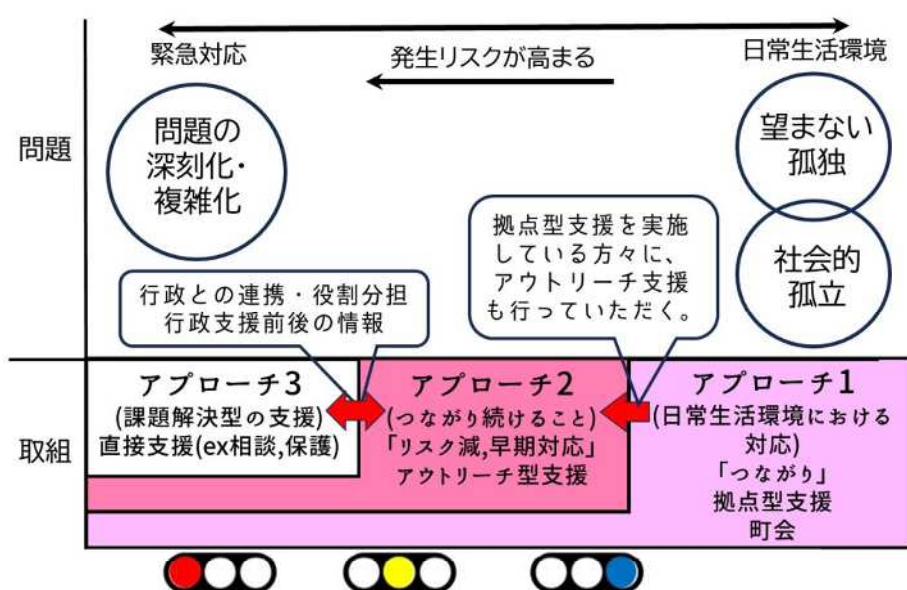 緊急対応
発生リスクが高まる
日常生活環境
問題
問題の
深刻化・
複雑化
望まない
孤独
社会的
孤立
行政との連携・役割分担
行政支援前後の情報
拠点型支援を実施
している方々に、
アウトリーチ支援
も行っていただく。
取組
アプローチ3
(課題解決型の支援)
直接支援(ex相談,保護)
アプローチ2
(つながり続けること)
「リスク減,早期対応」
アウトリーチ型支援
アプローチ1
(日常生活環境における
対応)
「つながり」
拠点型支援
町会